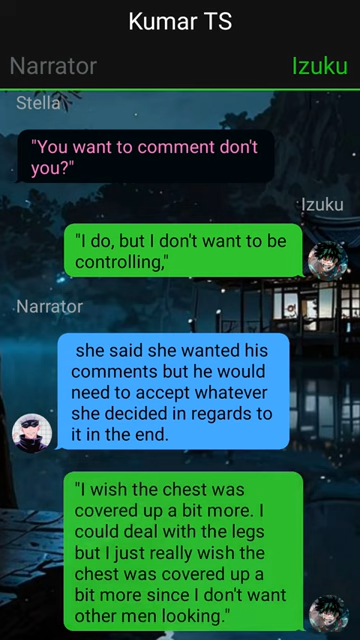 Kumar TS
Narrator
Izuku
Stella
"You want to comment don't
you?"
Izuku
"I do, but I don't want to be
controlling,"
Narrator
she said she wanted his
comments but he would
need to accept whatever
she decided in regards to
it in the end.
"I wish the chest was
covered up a bit more. I
could deal with the legs
but I just really wish the
chest was covered up a
bit more since I don't want
other men looking."